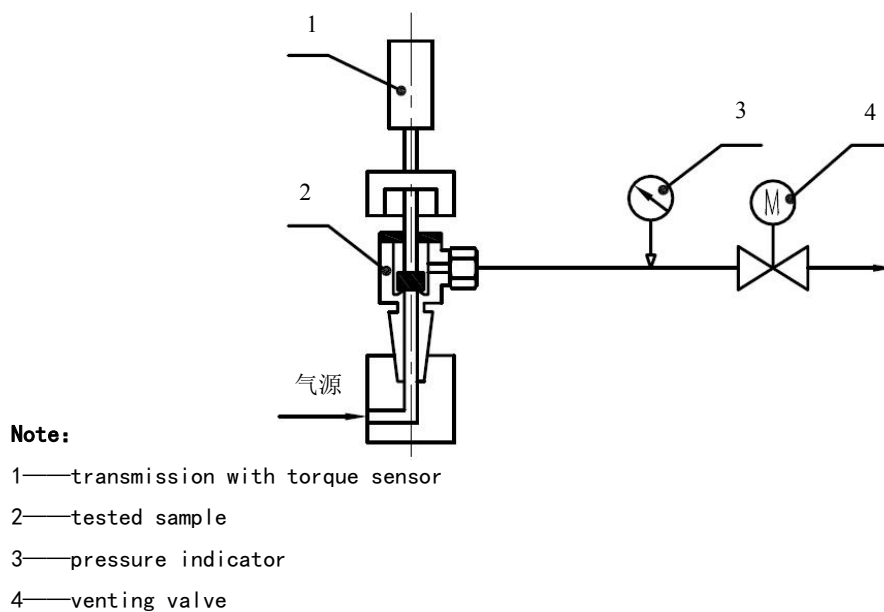 1
3
4
2
M
气源
Note:
1——transmission with torque sensor
2——tested sample
3——pressure indicator
4——venting valve